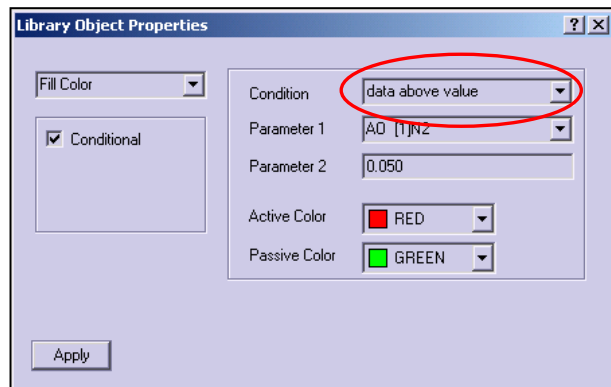 Library Object Properties
Fill Color
Conditional
Condition
data above value
Parameter 1
AO [1]N2
Parameter 2
0.050
Active Color
RED
Passive Color
GREEN
Apply